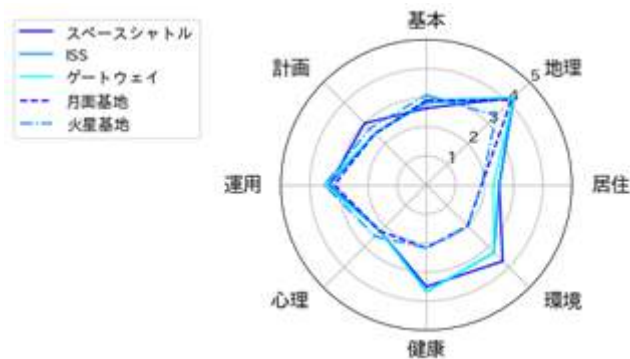 スペースシャトル
ISS
ゲートウェイ
月面基地
火星基地
基本
計画
地理
5
4
3
2
1
運用
居住
心理
環境
健康